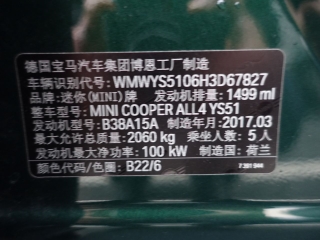 德国宝马汽车集团博恩工厂制造
车辆识别代号: WMWYS5106H3D67827
品牌: 迷你(MINI)牌 发动机排量: 1499 ml
整车型号: MINI COOPER ALL4 YS51
发动机型号: B38A15A 制造年月: 2017.03
最大允许总质量: 2060 kg 乘坐人数: 5 人
发动机最大净功率: 100 kW 制造国: 荷兰
颜色代码/色圈: B22/6